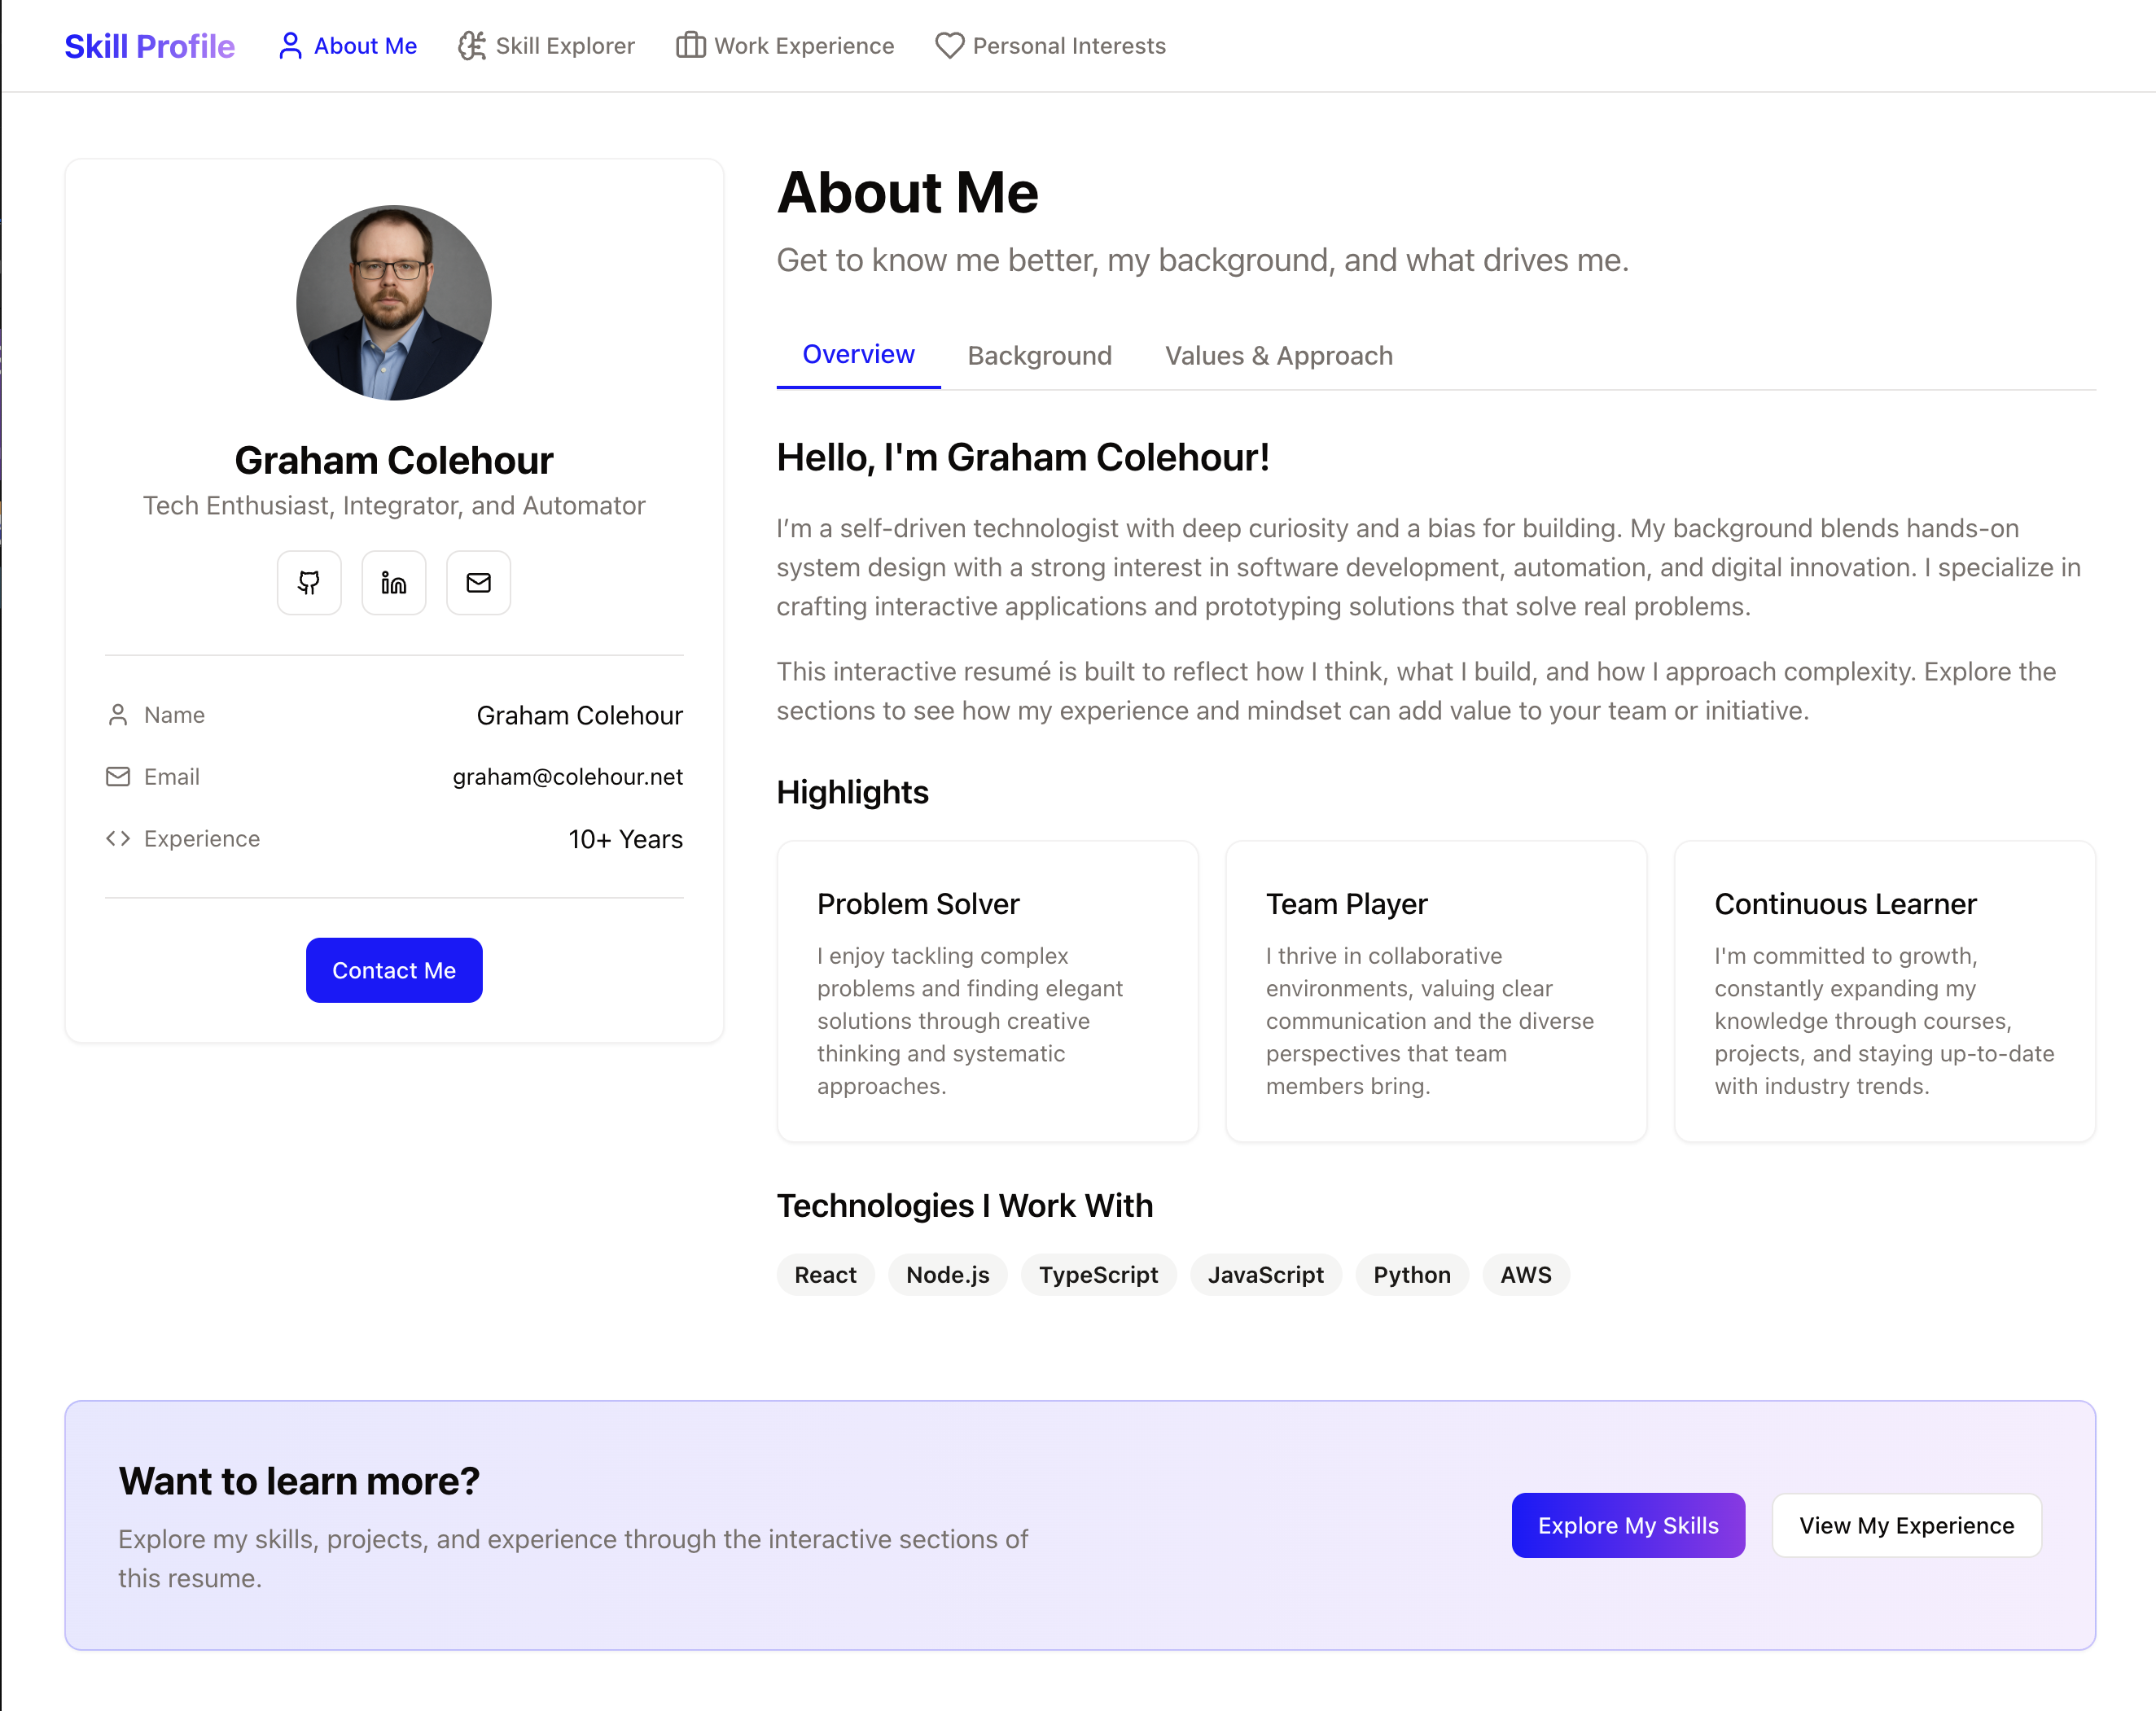 Skill Profile
About Me
Skill Explorer
Work Experience
Personal Interests
Graham Colehour
Tech Enthusiast, Integrator, and Automator
Name
Graham Colehour
Email
graham@colehour.net
Experience
10+ Years
Contact Me
About Me
Get to know me better, my background, and what drives me.
Overview
Background
Values & Approach
Hello, I'm Graham Colehour!
I’m a self-driven technologist with deep curiosity and a bias for building. My background blends hands-on
system design with a strong interest in software development, automation, and digital innovation. I specialize in
crafting interactive applications and prototyping solutions that solve real problems.
This interactive resumé is built to reflect how I think, what I build, and how I approach complexity. Explore the
sections to see how my experience and mindset can add value to your team or initiative.
Highlights
Problem Solver
I enjoy tackling complex
problems and finding elegant
solutions through creative
thinking and systematic
approaches.
Team Player
I thrive in collaborative
environments, valuing clear
communication and the diverse
perspectives that team
members bring.
Continuous Learner
I'm committed to growth,
constantly expanding my
knowledge through courses,
projects, and staying up-to-date
with industry trends.
Technologies I Work With
React
Node.js
TypeScript
JavaScript
Python
AWS
Want to learn more?
Explore my skills, projects, and experience through the interactive sections of
this resume.
Explore My Skills
View My Experience